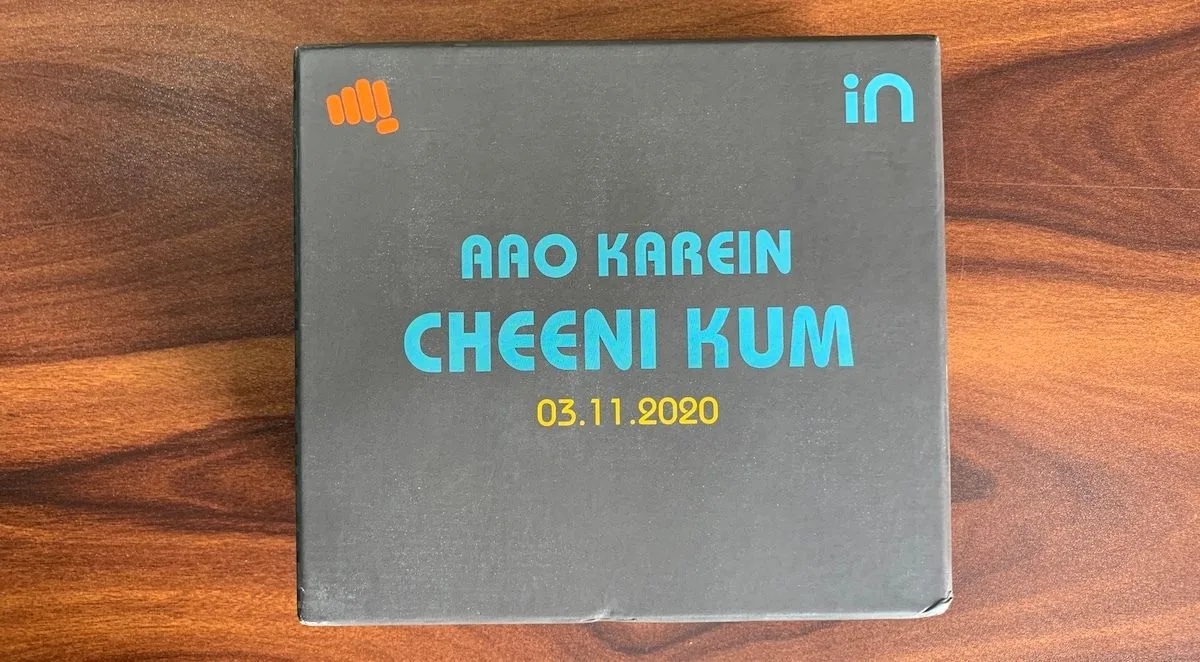 in
AAO KAREIN
CHEENI KUM
03.11.2020